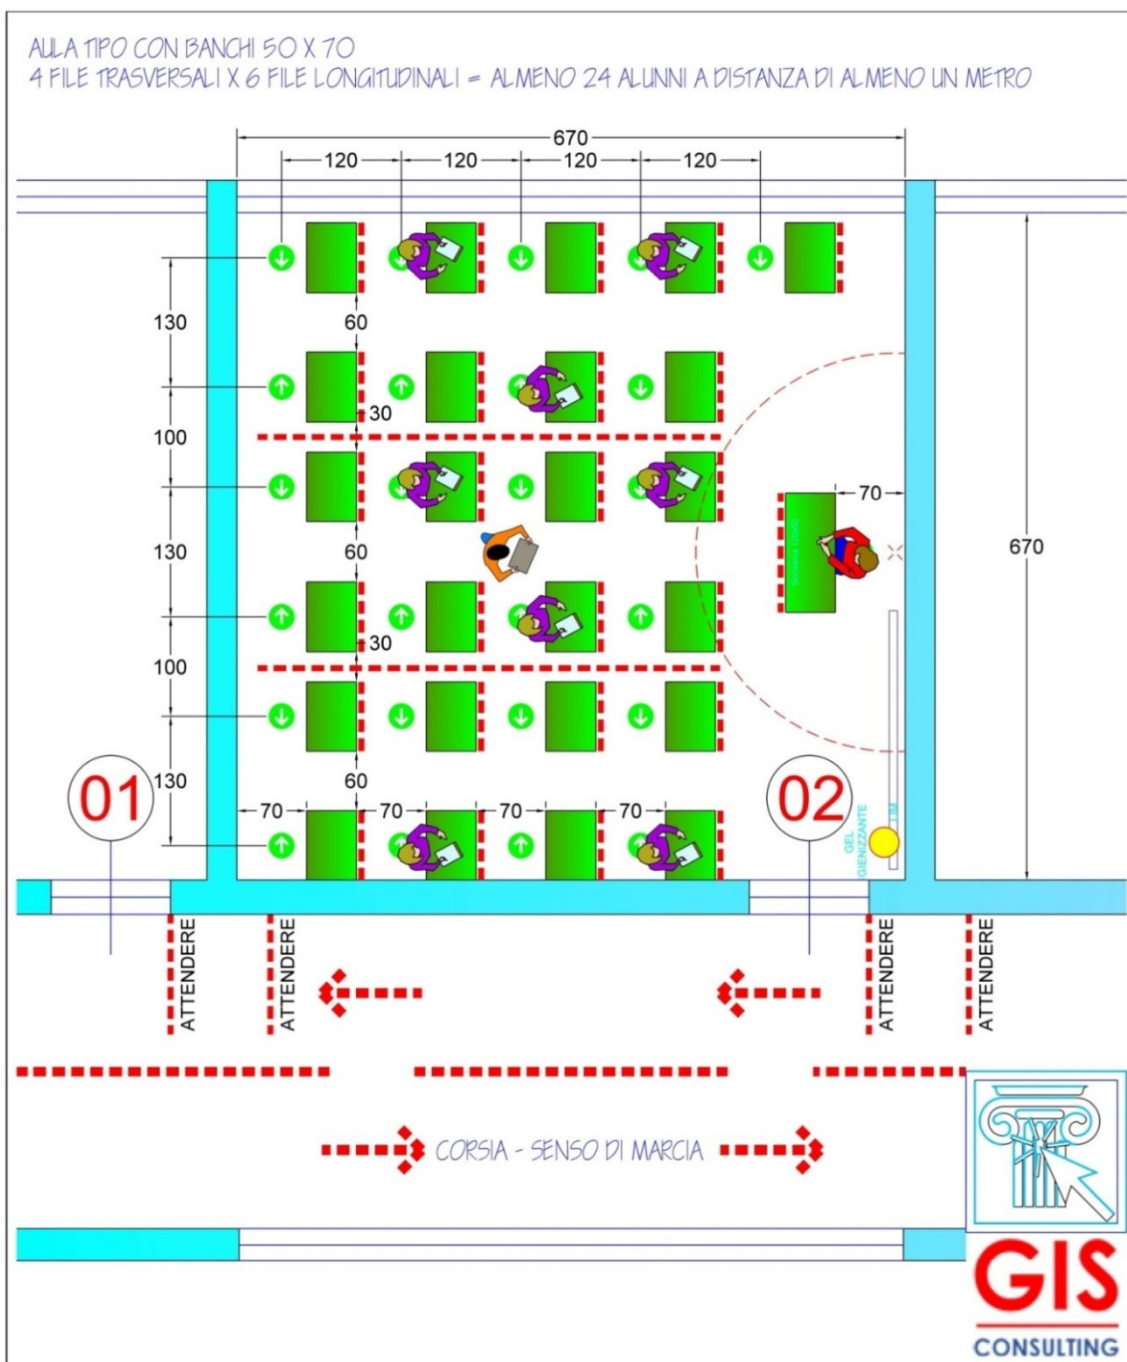 AULA TIPO CON BANCHI 50 X 70
4 FILE TRASVERSALI X 6 FILE LONGITUDINALI = ALMENO 24 ALUNNI A DISTANZA DI ALMENO UN METRO
670
120 120 120 120
130
60
30
100
70
130
60
670
30
100
130
60
01
70 70 70 70
02
GEL
GIENIZZANTE
LIM
ATTENDERE
ATTENDERE
ATTENDERE
ATTENDERE
CORSIA - SENSO DI MARCIA
GIS
CONSULTING